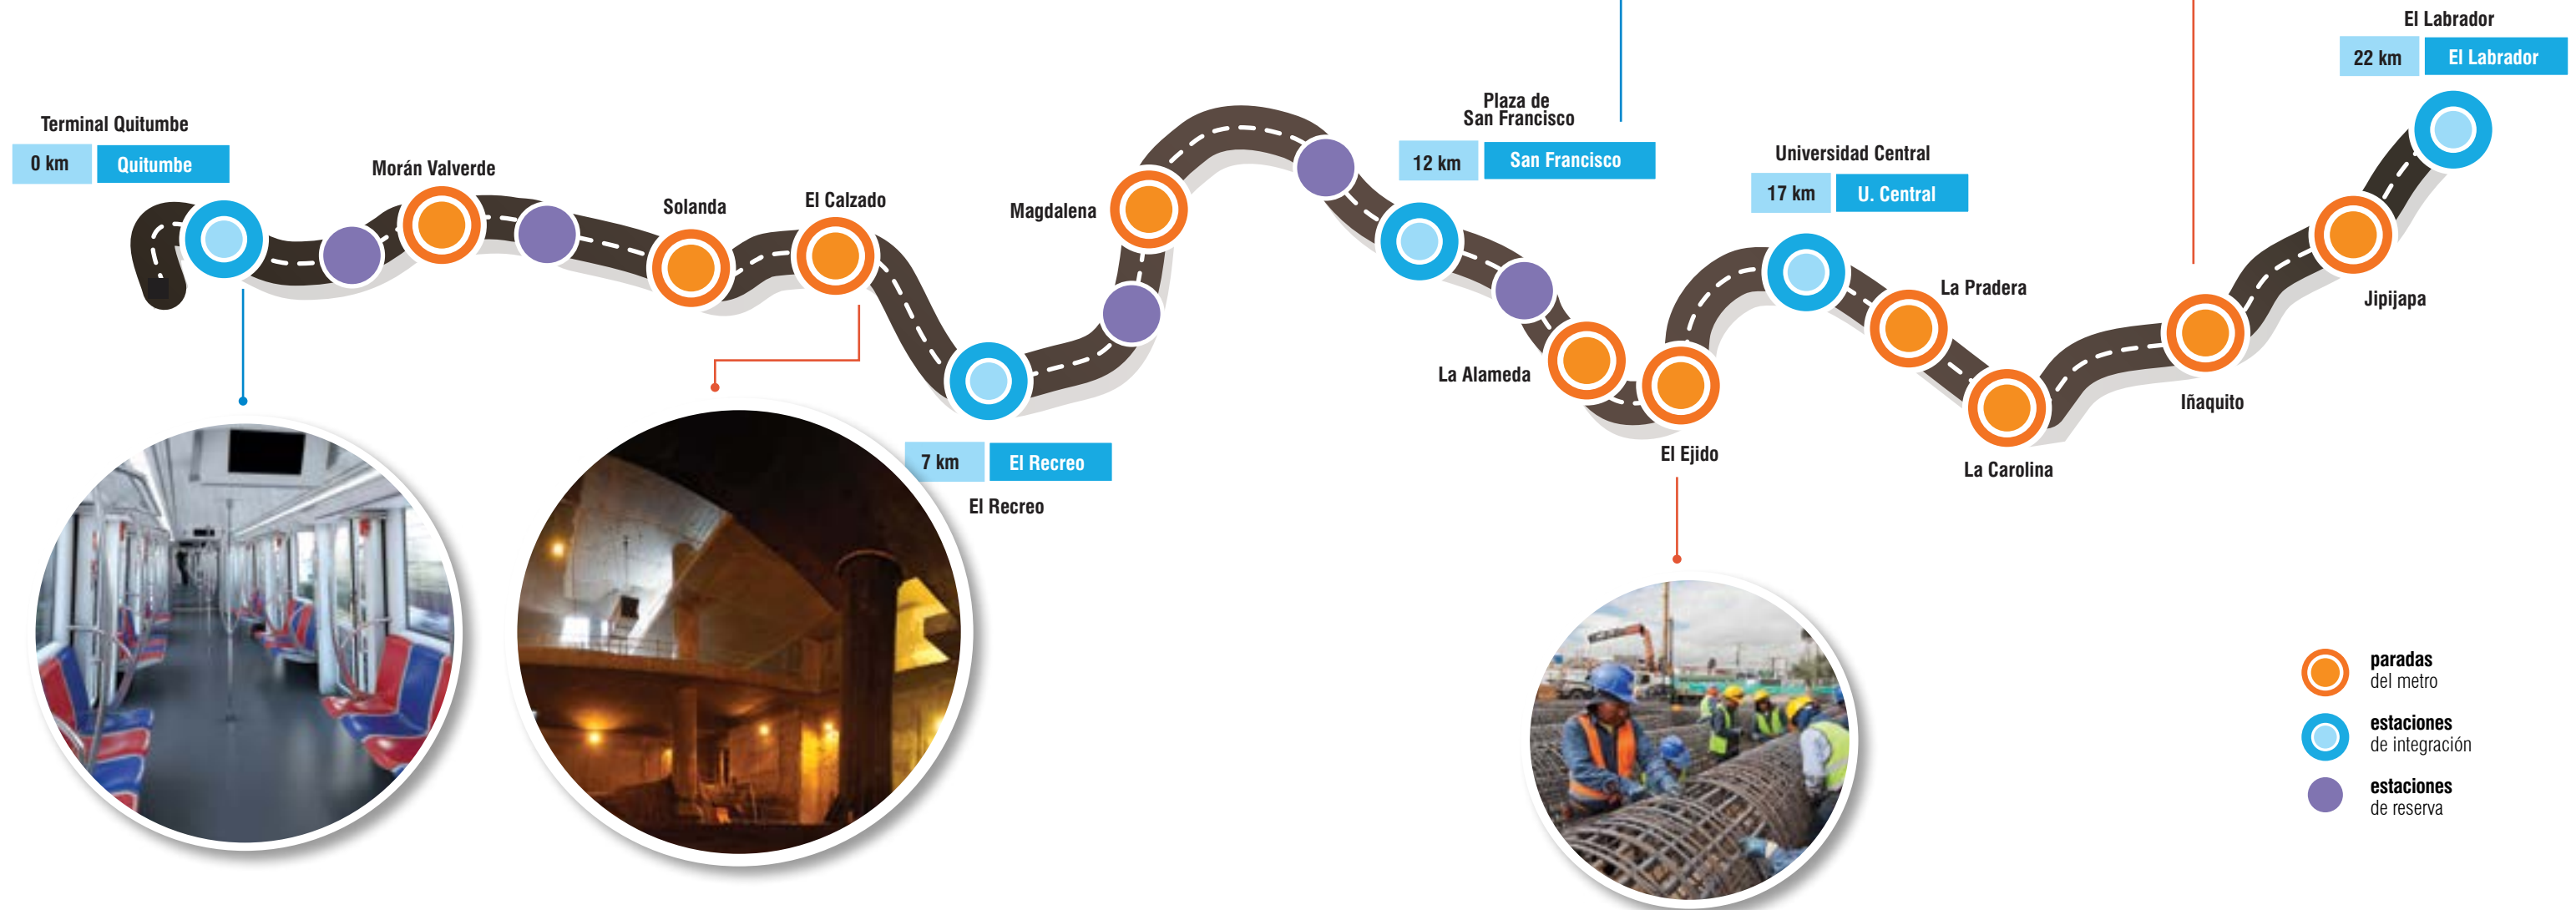 Terminal Quitumbe
0 km
Quitumbe
Morán Valverde
Solanda
El Calzado
7 km
El Recreo
El Recreo
Magdalena
Plaza de
San Francisco
12 km
San Francisco
La Alameda
El Ejido
Universidad Central
17 km
U. Central
La Pradera
La Carolina
Iñaquito
Jipijapa
El Labrador
22 km
El Labrador
paradas
del metro
estaciones
de integración
estaciones
de reserva